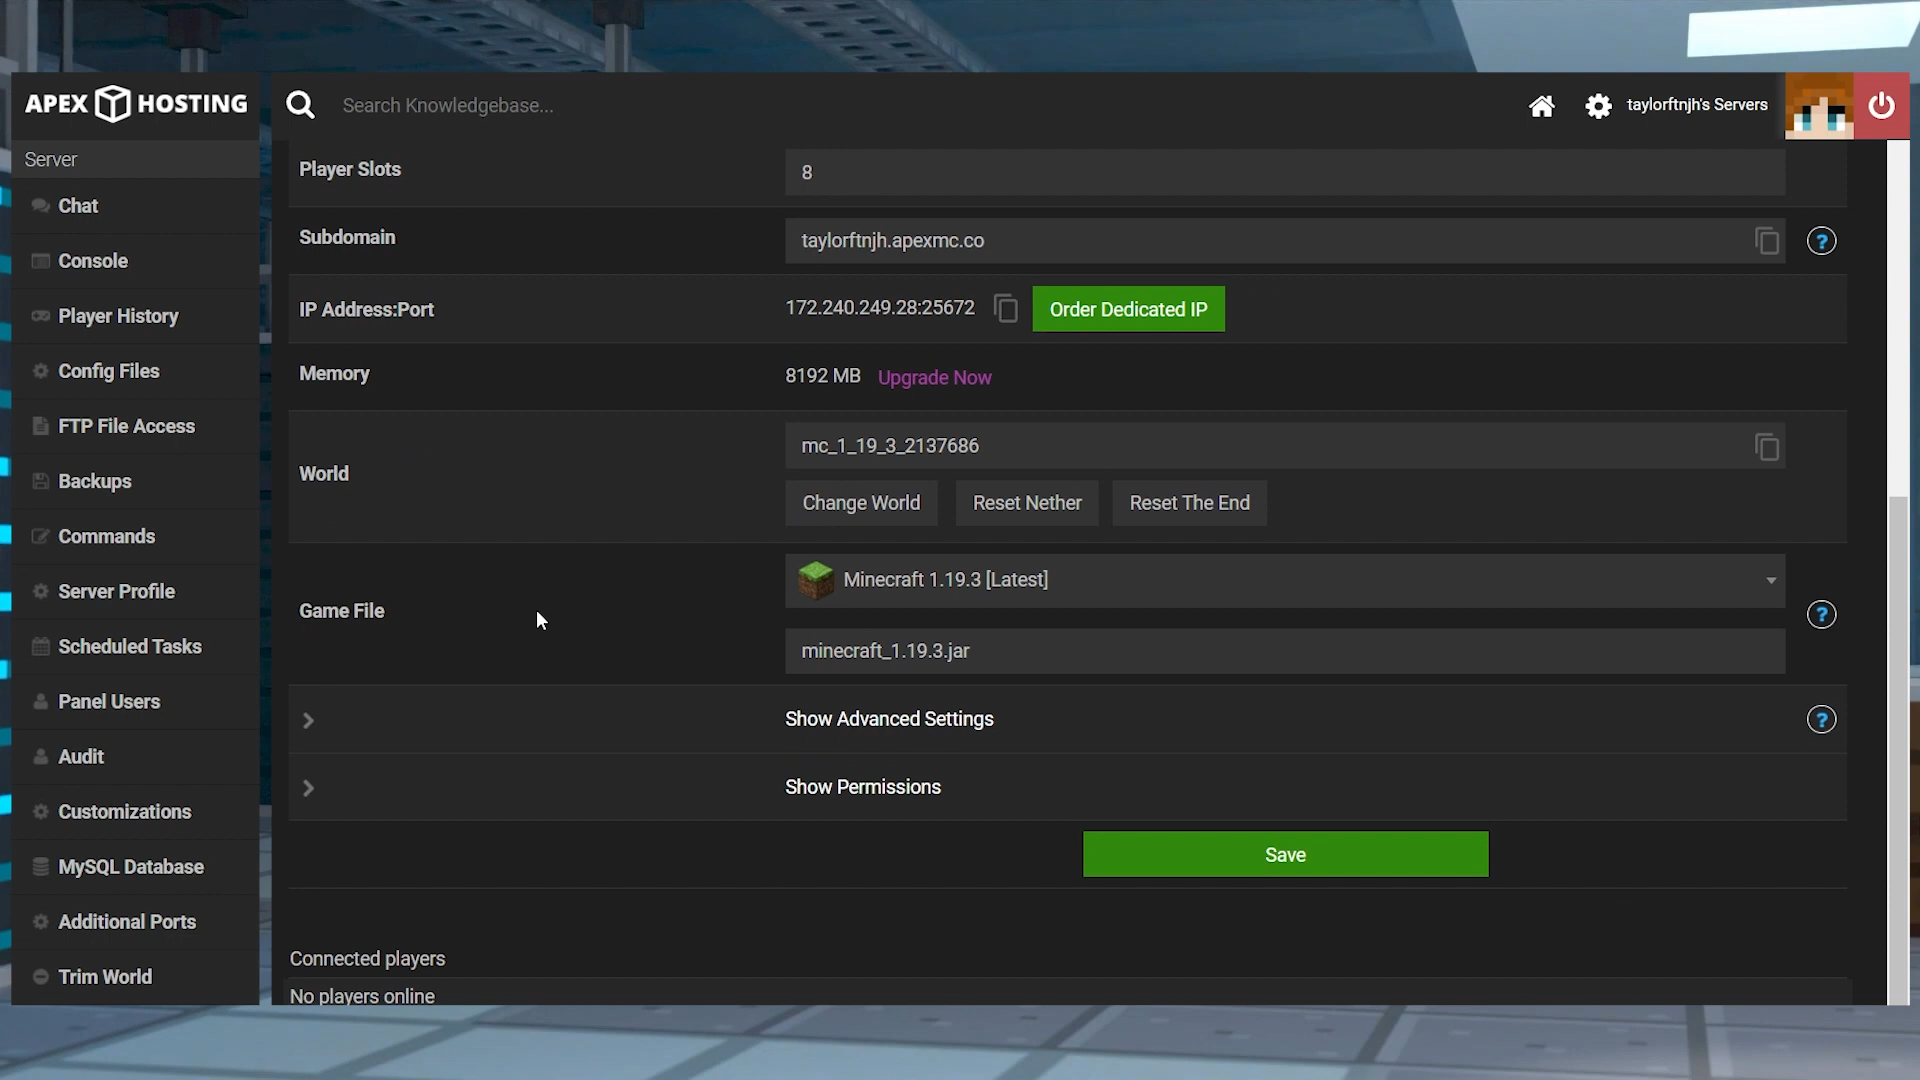 APEX HOSTING
Search Knowledgebase...
taylorftnjh's Servers
Server
Chat
Console
Player History
Config Files
FTP File Access
Backups
Commands
Server Profile
Scheduled Tasks
Panel Users
Audit
Customizations
MySQL Database
Additional Ports
Trim World
Player Slots
8
Subdomain
taylorftnjh.apexmc.co
?
IP Address:Port
172.240.249.28:25672
Order Dedicated IP
Memory
8192 MB Upgrade Now
World
mc_1_19_3_2137686
Change World
Reset Nether
Reset The End
Game File
Minecraft 1.19.3 [Latest]
minecraft_1.19.3.jar
?
Show Advanced Settings
?
Show Permissions
Save
Connected players
No players online